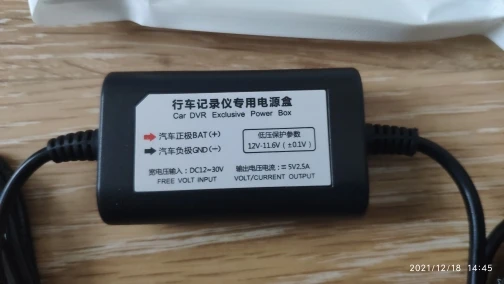 行车记录仪专用电源盒
Car DVR Exclusive Power Box
汽车正极BAT(+)
汽车负极GND(-)
低压保护参数
12V-11.6V (±0.1V)
宽电压输入:DC12-30V
FREE VOLT INPUT
输出电压电流:⎓5V2.5A
VOLT/CURRENT OUTPUT
2021/12/18 14:45